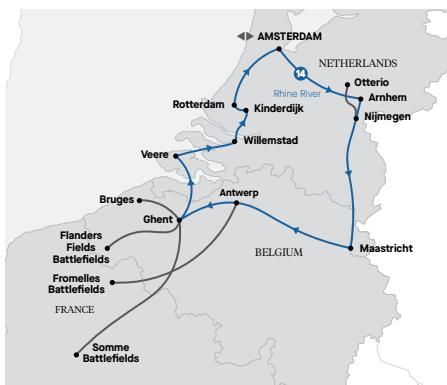 AMSTERDAM
14
NETHERLANDS
Otterio
Rhine River
Arnhem
Rotterdam
Kinderdijk
Nijmegen
Willemstad
Veere
Bruges
Antwerp
Ghent
Flanders
Fields
Battlefields
BELGIUM
Maastricht
Fromelles
Battlefields
FRANCE
Somme
Battlefields